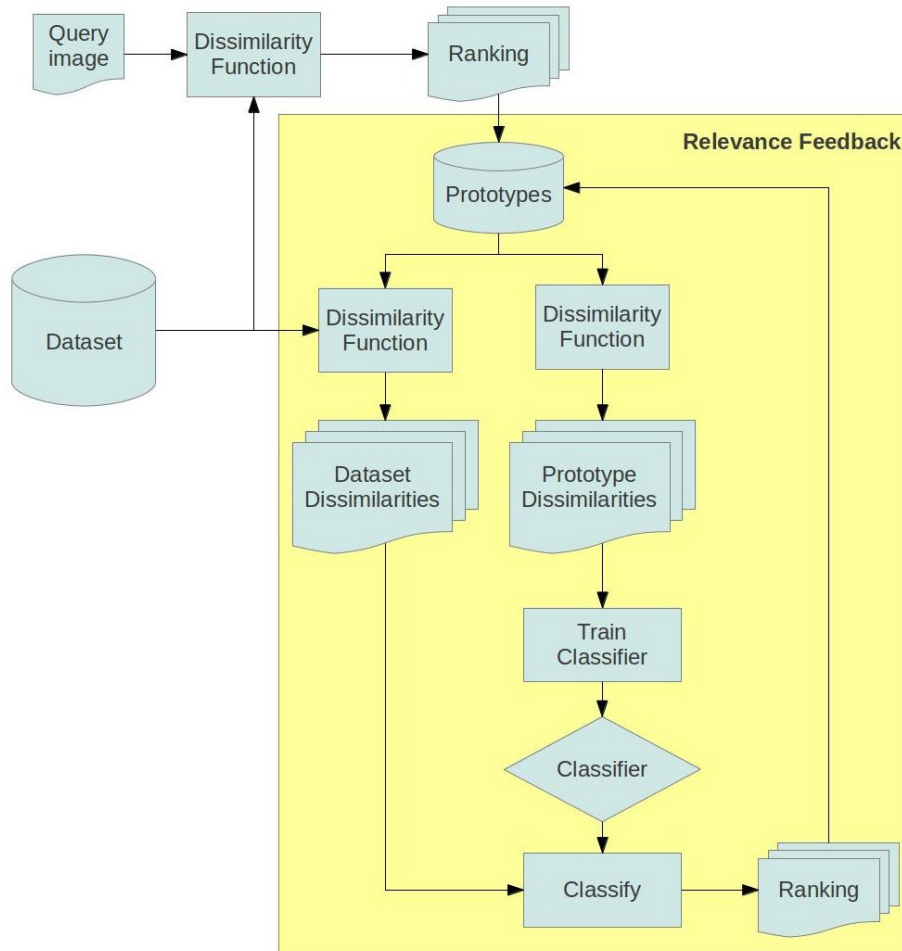 Query
image
Dissimilarity
Function
Ranking
Relevance Feedback
Prototypes
Dataset
Dissimilarity
Function
Dissimilarity
Function
Dataset
Dissimilarities
Prototype
Dissimilarities
Train
Classifier
Classifier
Classify
Ranking